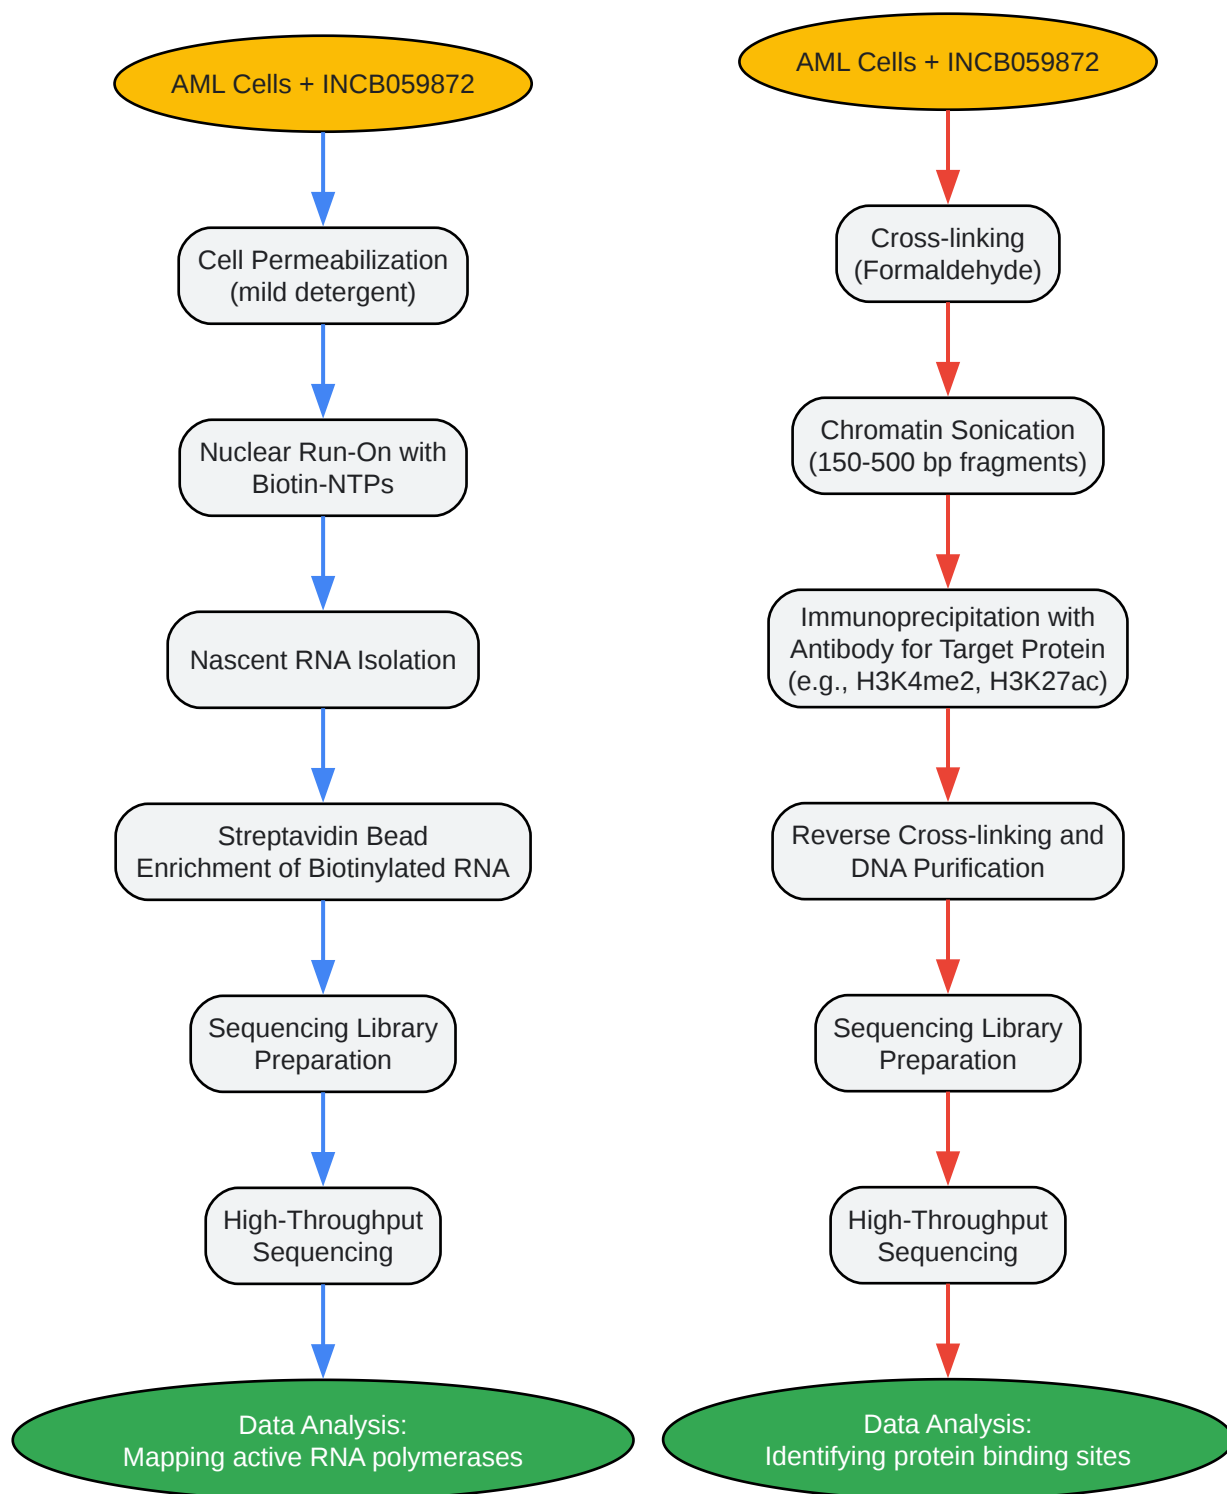 AML Cells + INCB059872
Cell Permeabilization
(mild detergent)
Nuclear Run-On with
Biotin-NTPs
Nascent RNA Isolation
Streptavidin Bead
Enrichment of Biotinylated RNA
Sequencing Library
Preparation
High-Throughput
Sequencing
Data Analysis:
Mapping active RNA polymerases
AML Cells + INCB059872
Cross-linking
(Formaldehyde)
Chromatin Sonication
(150-500 bp fragments)
Immunoprecipitation with
Antibody for Target Protein
(e.g., H3K4me2, H3K27ac)
Reverse Cross-linking and
DNA Purification
Sequencing Library
Preparation
High-Throughput
Sequencing
Data Analysis:
Identifying protein binding sites